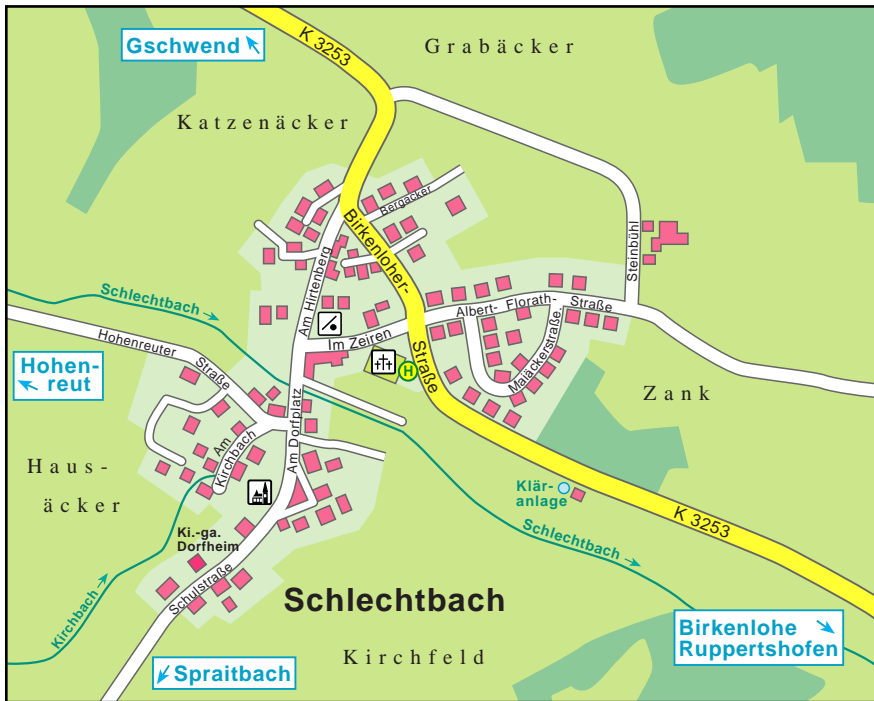 Gschwend
K 3253
Grabäcker
Katzenäcker
Bergäcker
Birkenloher-
Straße
Steinbühl
Am Hirtenberg
Schlechtbach
Albert- Florath- Straße
Im Zeiren
Hohenreuter
Straße
Hohen-
reut
H
Maiäckerstraße
Zank
Am Dorfplatz
Am
Kirchbach
Haus-
äcker
Klär-
anlage
K 3253
Ki.-ga.
Dorfheim
Schlechtbach
Schulstraße
Kirchbach
Schlechtbach
Birkenlohe
Ruppertshofen
Kirchfeld
Spraitbach